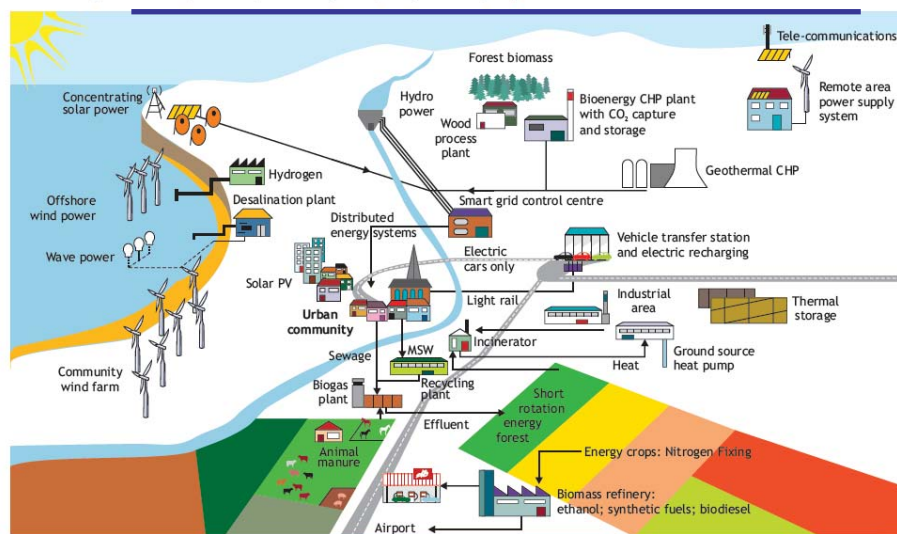 Tele-communications
Forest biomass
Concentrating
solar power
Hydro
power
Bioenergy CHP plant
with CO₂ capture
and storage
Remote area
power supply
system
Wood
process
plant
Geothermal CHP
Hydrogen
Smart grid control centre
Offshore
wind power
Desalination plant
Distributed
energy systems
Wave power
Electric
cars only
Vehicle transfer station
and electric recharging
Solar PV
Urban
community
Light rail
Industrial
area
Thermal
storage
Sewage
MSW
Incinerator
Community
wind farm
Heat
Ground source
heat pump
Biogas
plant
Recycling
plant
Effluent
Short
rotation
energy
forest
Animal
manure
Energy crops: Nitrogen Fixing
Biomass refinery:
ethanol; synthetic fuels; biodiesel
Airport